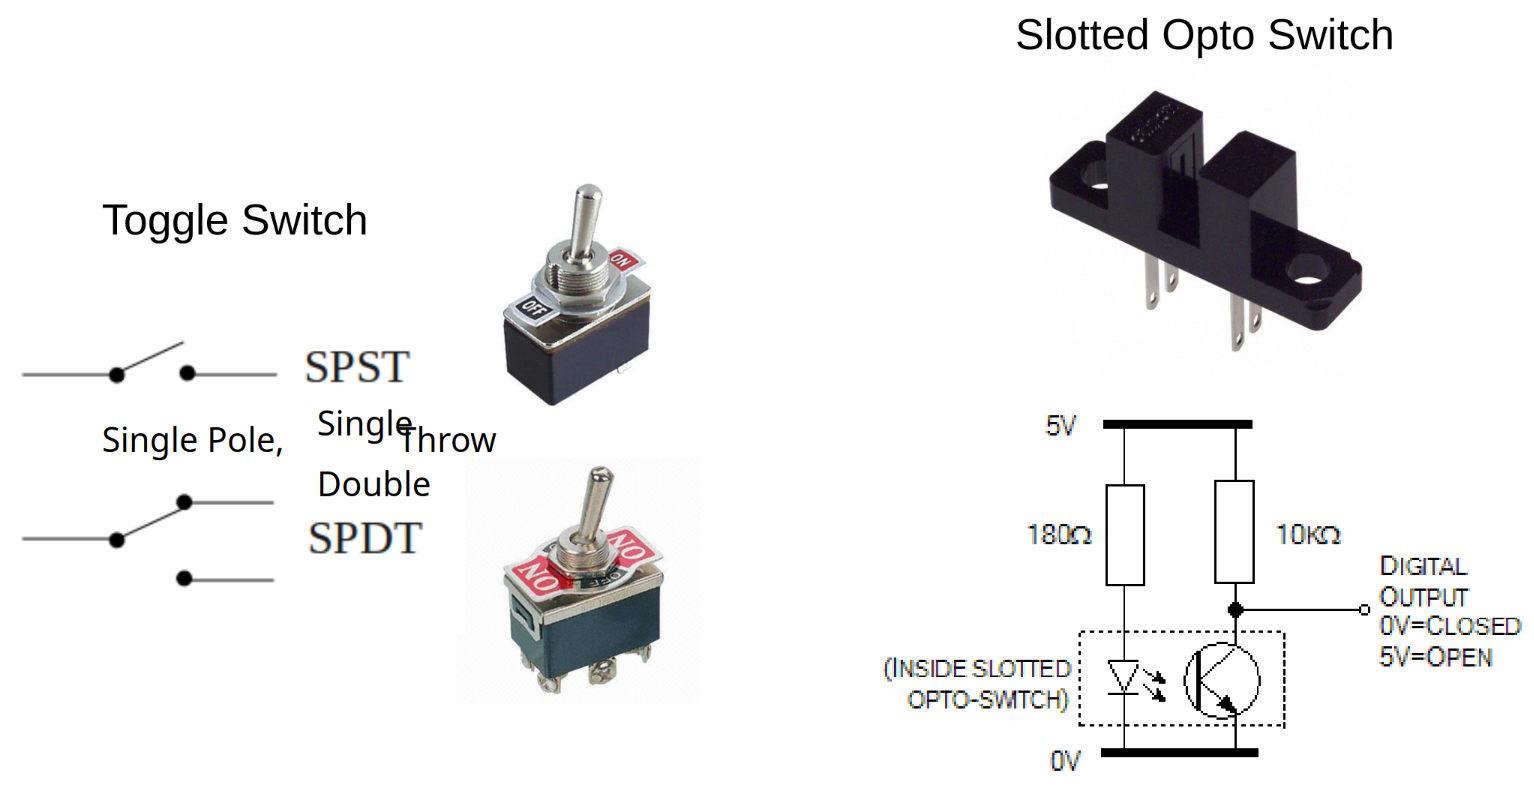 Slotted Opto Switch
Toggle Switch
ON
OFF
SPST
Single
Single Pole, Throw
Double
SPDT
ON
ON
OFF
5V
180Ω
10KΩ
DIGITAL
OUTPUT
0V=CLOSED
5V=OPEN
(INSIDE SLOTTED
OPTO-SWITCH)
0V